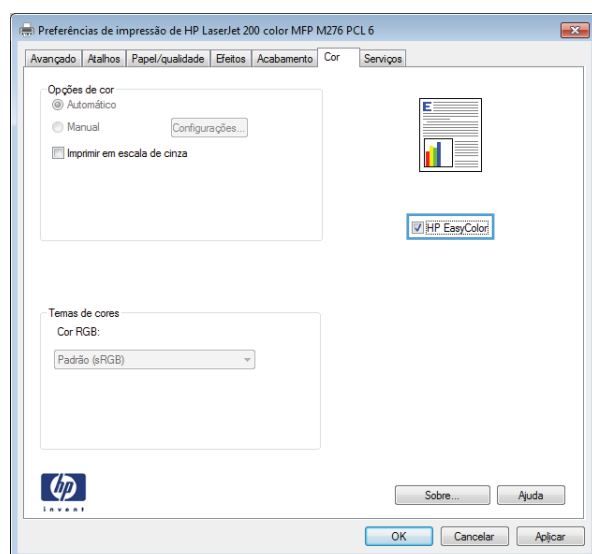 Preferências de impressão de HP LaserJet 200 color MFP M276 PCL 6
Avançado Atalhos Papel/qualidade Efeitos Acabamento Cor Serviços
Opções de cor
Automático
Manual Configurações...
Imprimir em escala de cinza
E
HP EasyColor
Temas de cores
Cor RGB:
Padrão (sRGB)
hp
invent
Sobre... Ajuda
OK Cancelar Aplicar